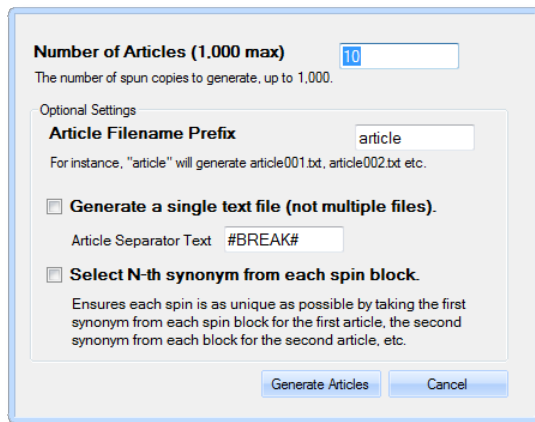 Number of Articles (1,000 max) 10
The number of spun copies to generate, up to 1,000.
Optional Settings
Article Filename Prefix article
For instance, "article" will generate article001.txt, article002.txt etc.
Generate a single text file (not multiple files).
Article Separator Text #BREAK#
Select N-th synonym from each spin block.
Ensures each spin is as unique as possible by taking the first
synonym from each spin block for the first article, the second
synonym from each block for the second article, etc.
Generate Articles Cancel